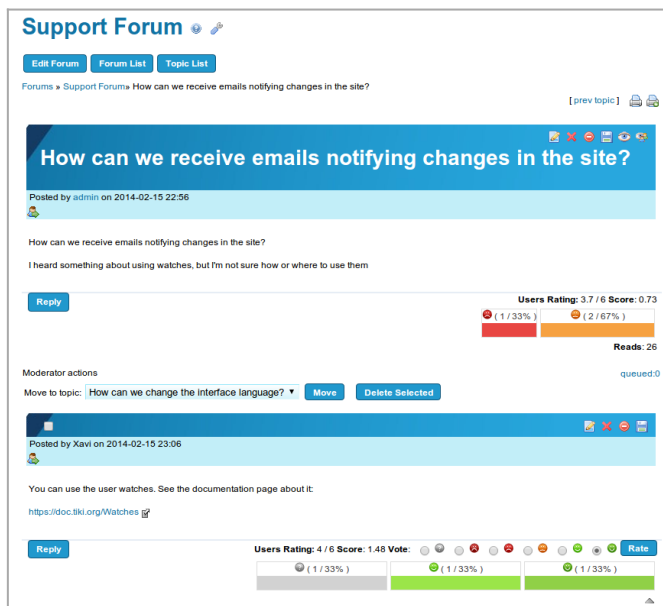 Support Forum
Edit Forum Forum List Topic List
Forums » Support Forum» How can we receive emails notifying changes in the site?
[ prev topic ]
How can we receive emails notifying changes in the site?
Posted by admin on 2014-02-15 22:56
How can we receive emails notifying changes in the site?
I heard something about using watches, but I'm not sure how or where to use them
Reply
Users Rating: 3.7 / 6 Score: 0.73
( 1 / 33% ) ( 2 / 67% )
Reads: 26
Moderator actions
queued:0
Move to topic: How can we change the interface language? Move Delete Selected
Posted by Xavi on 2014-02-15 23:06
You can use the user watches. See the documentation page about it:
https://doc.tiki.org/Watches
Reply Users Rating: 4 / 6 Score: 1.48 Vote: Rate
( 1 / 33% ) ( 1 / 33% ) ( 1 / 33% )